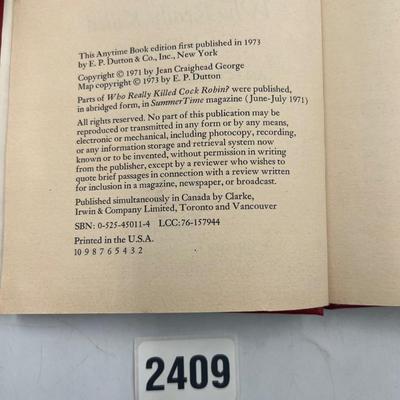 This Anytime Book edition first published in 1973
by E. P. Dutton & Co., Inc., New York
Copyright © 1971 by Jean Craighead George
Map copyright © 1973 by E. P. Dutton
Parts of Who Really Killed Cock Robin? were published,
in abridged form, in SummerTime magazine (June-July 1971)
All rights reserved. No part of this publication may be
reproduced or transmitted in any form or by any means,
electronic or mechanical, including photocopy, recording,
or any information storage and retrieval system now
known or to be invented, without permission in writing
from the publisher, except by a reviewer who wishes to
quote brief passages in connection with a review written
for inclusion in a magazine, newspaper, or broadcast.
Published simultaneously in Canada by Clarke,
Irwin & Company Limited, Toronto and Vancouver
SBN: 0-525-45011-4 LCC:76-157944
Printed in the U.S.A.
10 9 8 7 6 5 4 3 2
2409